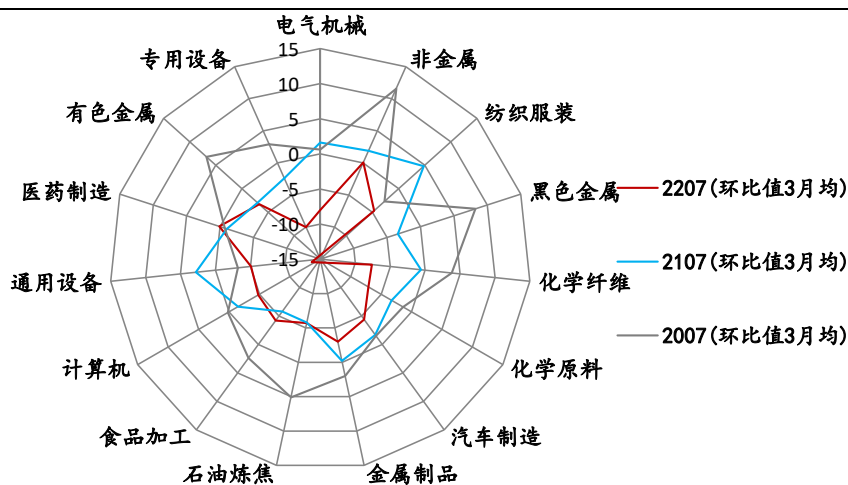 电气机械
非金属
纺织服装
黑色金属
化学纤维
化学原料
汽车制造
金属制品
石油炼焦
食品加工
计算机
通用设备
医药制造
有色金属
专用设备
15
10
5
0
-5
-10
-15
2207(环比值3月均)
2107(环比值3月均)
2007(环比值3月均)